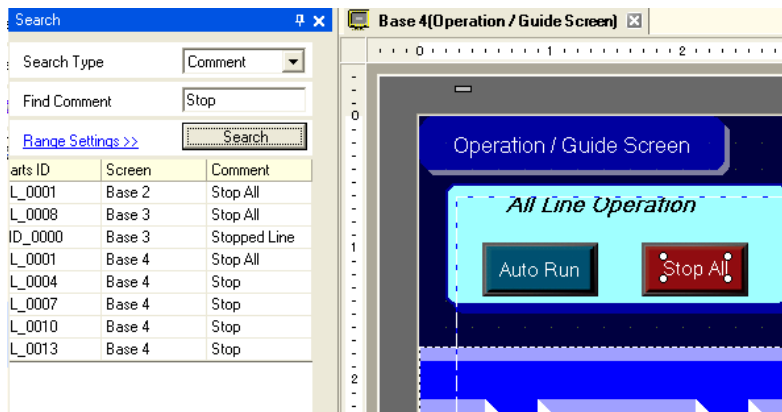 Search
Search Type
Comment
Find Comment
Stop
Range Settings >>
Search
arts ID Screen Comment
L_0001 Base 2 Stop All
L_0008 Base 3 Stop All
ID_0000 Base 3 Stopped Line
L_0001 Base 4 Stop All
L_0004 Base 4 Stop
L_0007 Base 4 Stop
L_0010 Base 4 Stop
L_0013 Base 4 Stop
Base 4(Operation / Guide Screen)
0 1 2
0
1
2
Operation / Guide Screen
All Line Operation
Auto Run
Stop All